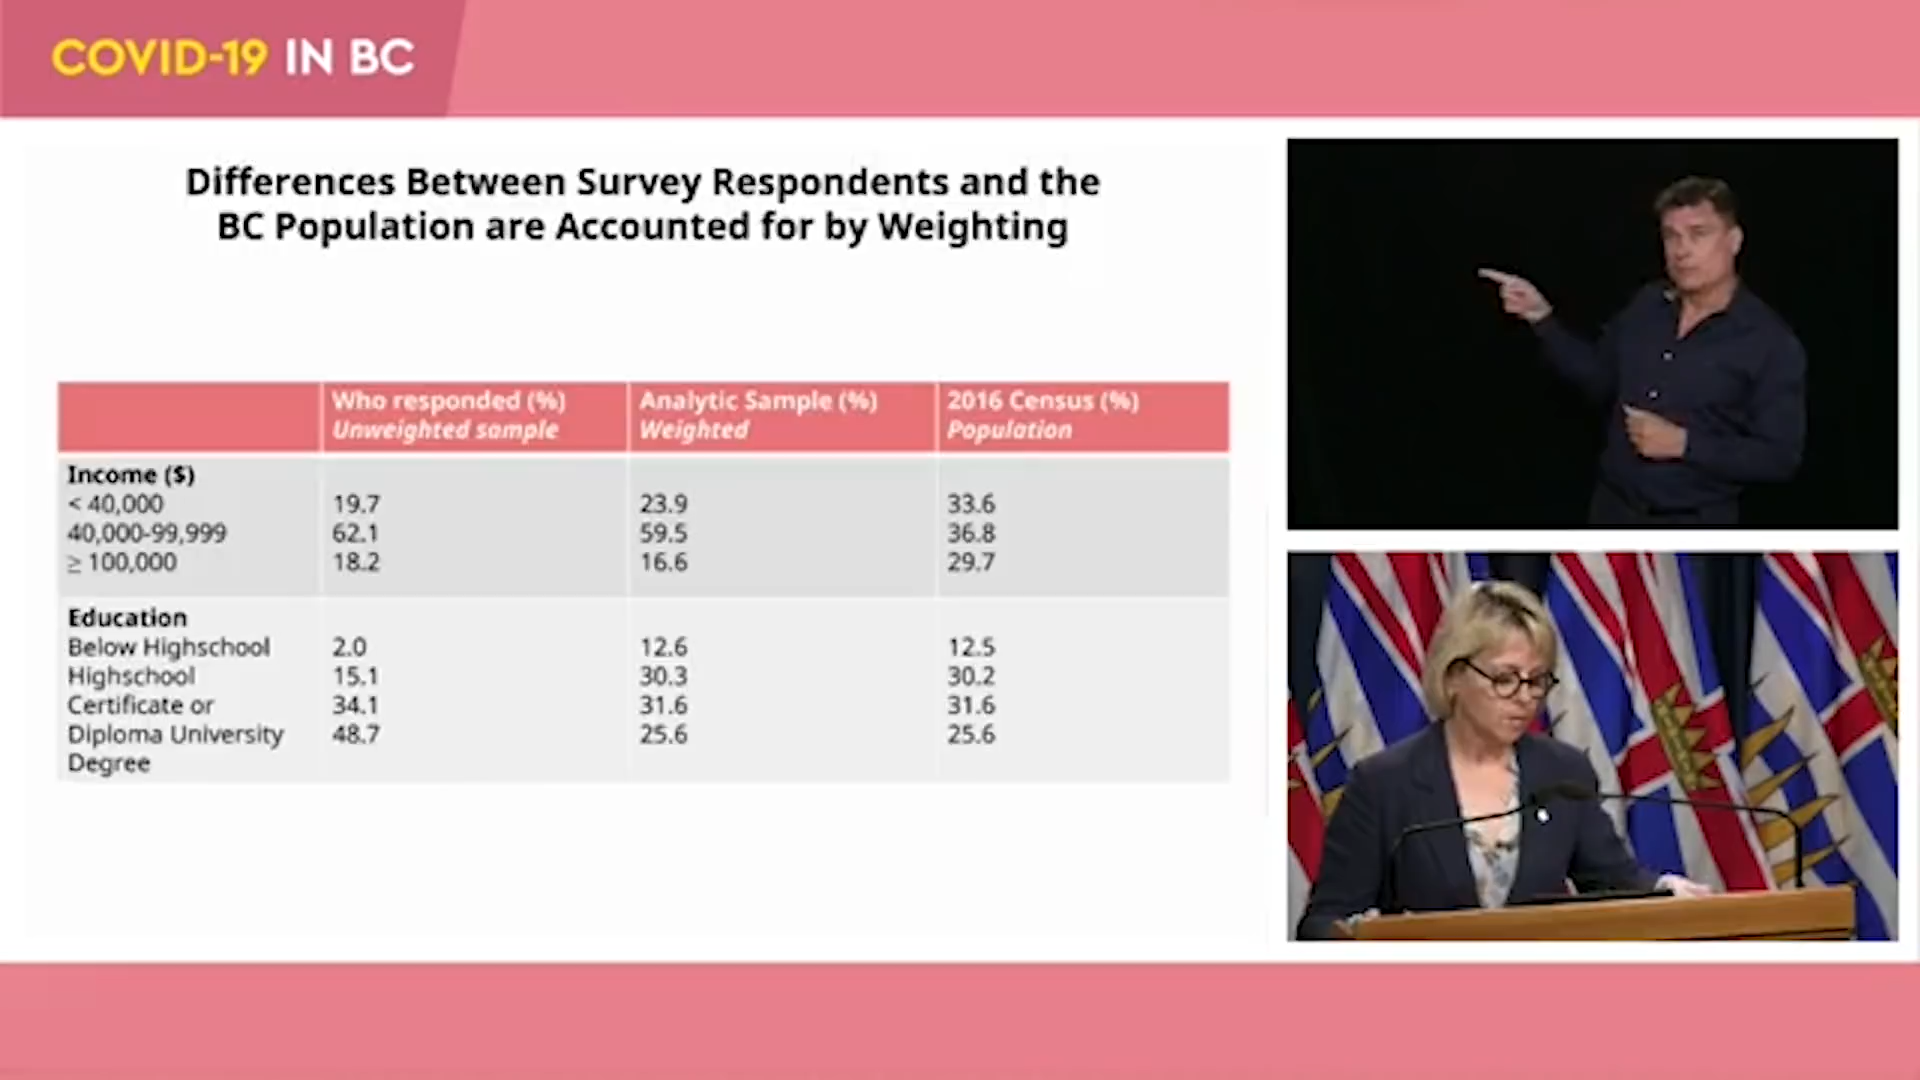 COVID-19 IN BC
Differences Between Survey Respondents and the
BC Population are Accounted for by Weighting
Who responded (%) Analytic Sample (%) 2016 Census (%)
Unweighted sample Weighted Population
Income ($)
< 40,000 19.7 23.9 33.6
40,000-99,999 62.1 59.5 36.8
≥ 100,000 18.2 16.6 29.7
Education
Below Highschool 2.0 12.6 12.5
Highschool 15.1 30.3 30.2
Certificate or 34.1 31.6 31.6
Diploma University 48.7 25.6 25.6
Degree